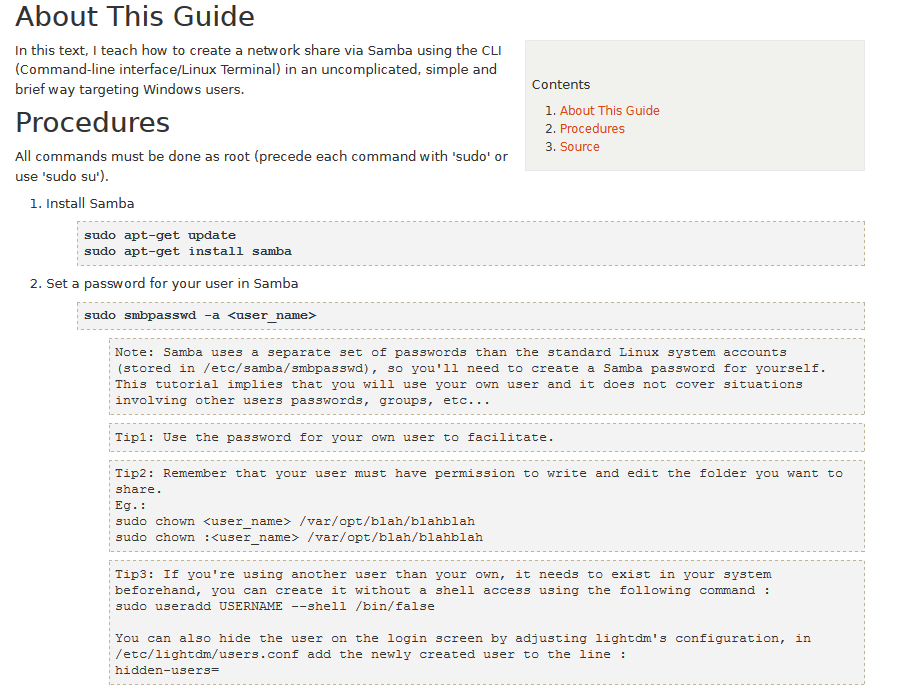 About This Guide
In this text, I teach how to create a network share via Samba using the CLI
(Command-line interface/Linux Terminal) in an uncomplicated, simple and
brief way targeting Windows users.
Contents
1. About This Guide
2. Procedures
3. Source
Procedures
All commands must be done as root (precede each command with 'sudo' or
use 'sudo su').
1. Install Samba
sudo apt-get update
sudo apt-get install samba
2. Set a password for your user in Samba
sudo smbpasswd -a <user_name>
Note: Samba uses a separate set of passwords than the standard Linux system accounts
(stored in /etc/samba/smbpasswd), so you'll need to create a Samba password for yourself.
This tutorial implies that you will use your own user and it does not cover situations
involving other users passwords, groups, etc...
Tip1: Use the password for your own user to facilitate.
Tip2: Remember that your user must have permission to write and edit the folder you want to
share.
Eg.:
sudo chown <user_name> /var/opt/blah/blahblah
sudo chown :<user_name> /var/opt/blah/blahblah
Tip3: If you're using another user than your own, it needs to exist in your system
beforehand, you can create it without a shell access using the following command :
sudo useradd USERNAME --shell /bin/false
You can also hide the user on the login screen by adjusting lightdm's configuration, in
/etc/lightdm/users.conf add the newly created user to the line :
hidden-users=